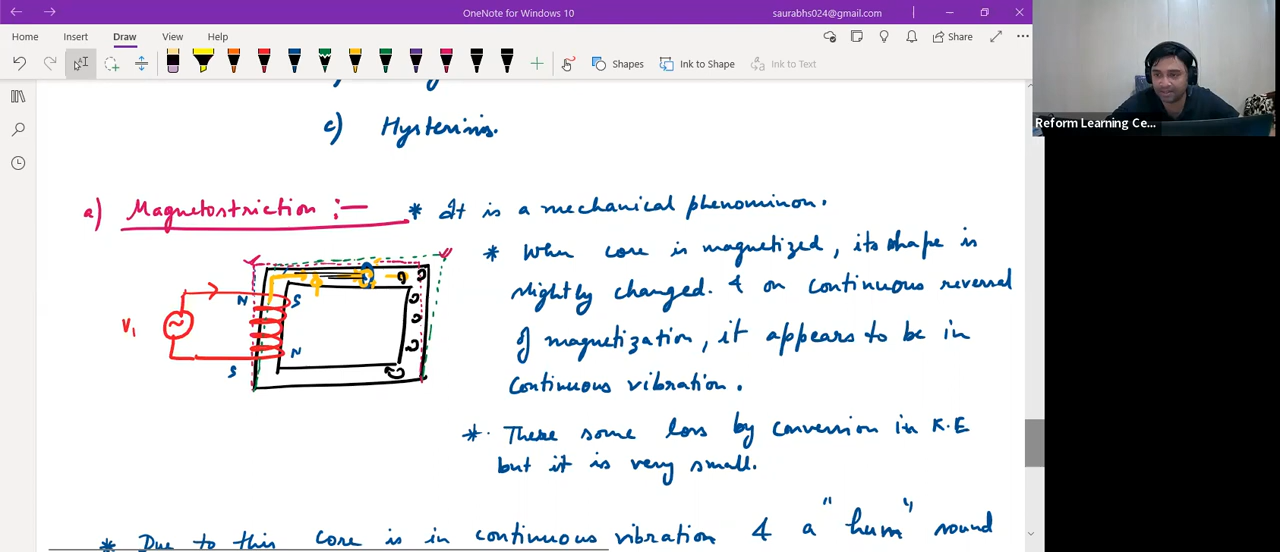 OneNote for Windows 10
saurabhs024@gmail.com
Home Insert Draw View Help
Share
Shapes Ink to Shape Ink to Text
Reform Learning Ce...
c) Hysterisis.
a) Magnetostriction :— * It is a mechanical phenominon.
* When core is magnetized, its shape is
slightly changed. & on continuous reversal
of magnetization, it appears to be in
continuous vibration.
V1
N S
S N
* There some loss by conversion in K.E
but it is very small.
* Due to this core is in continuous vibration & a "hum" sound